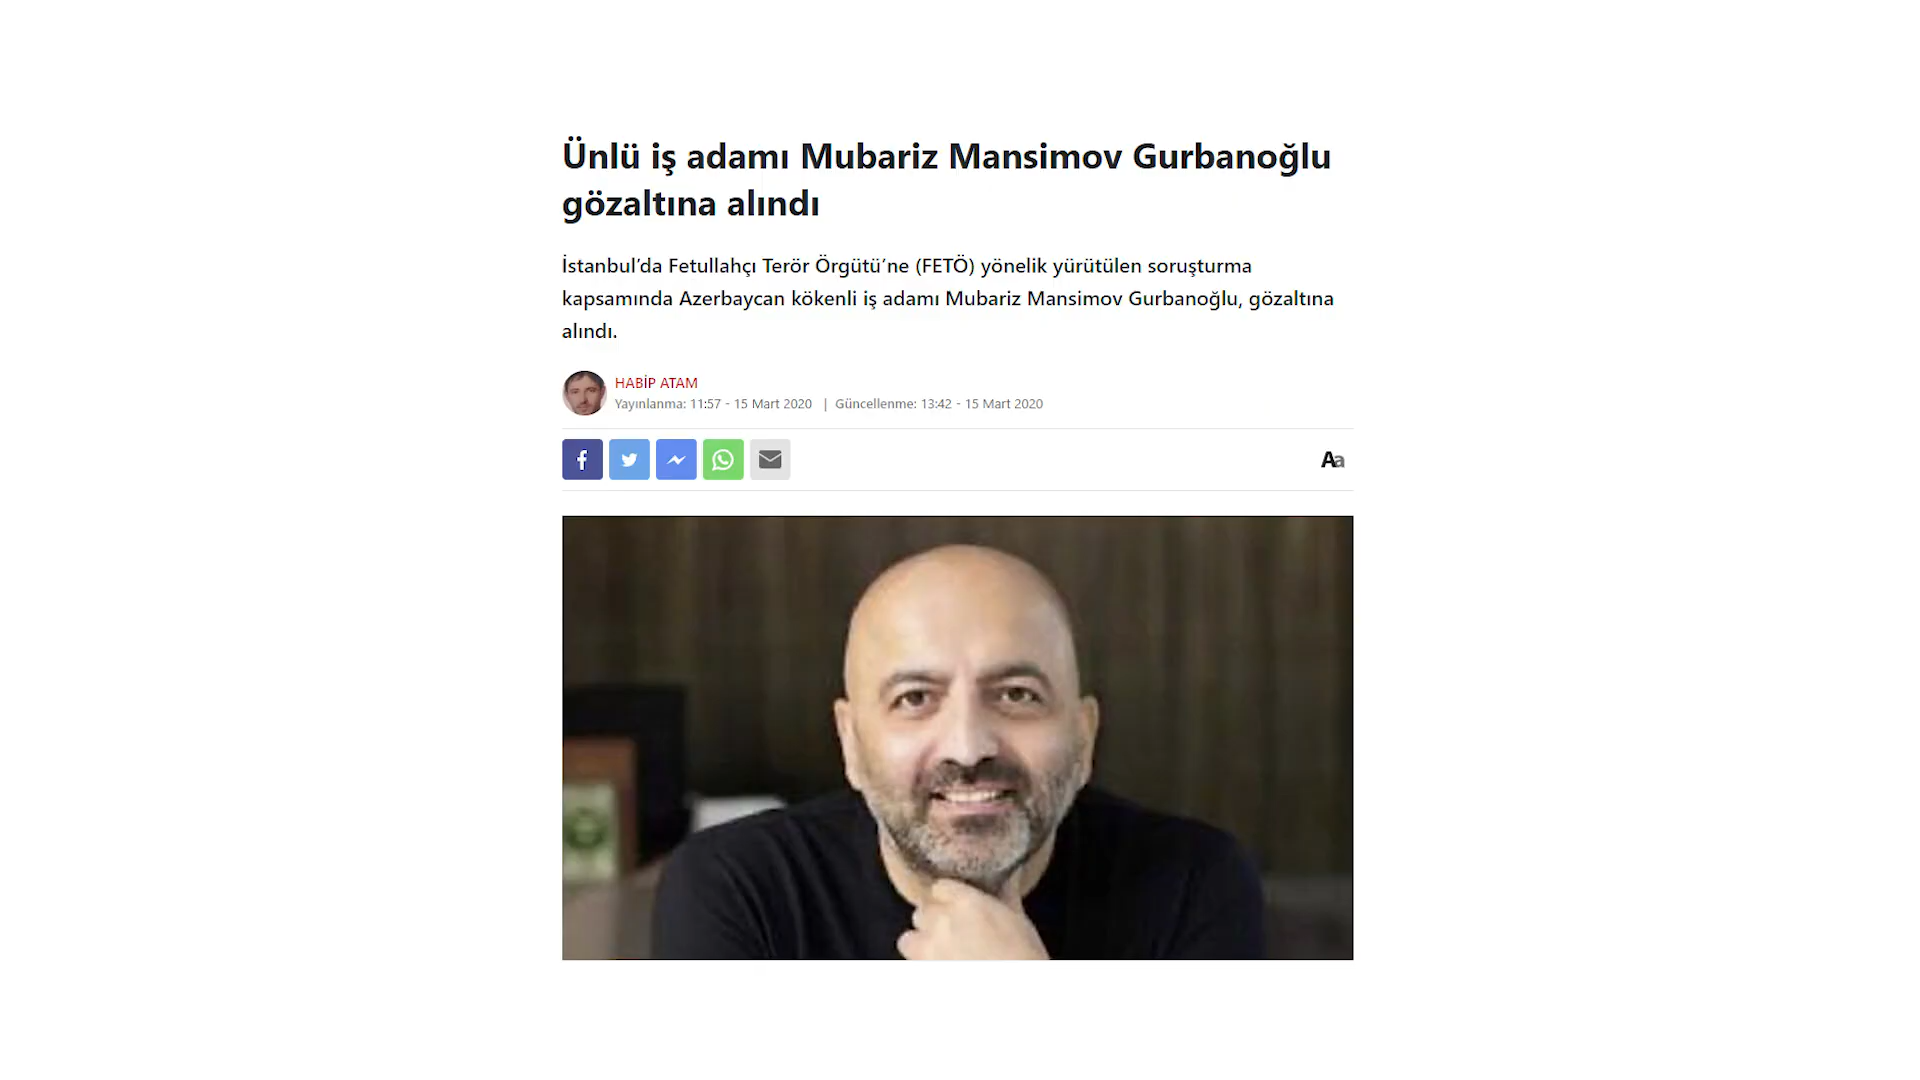 Ünlü iş adamı Mubariz Mansimov Gurbanoğlu
gözaltına alındı
İstanbul’da Fetullahçı Terör Örgütü’ne (FETÖ) yönelik yürütülen soruşturma
kapsamında Azerbaycan kökenli iş adamı Mubariz Mansimov Gurbanoğlu, gözaltına
alındı.
HABİP ATAM
Yayınlanma: 11:57 - 15 Mart 2020 | Güncellenme: 13:42 - 15 Mart 2020
Aa